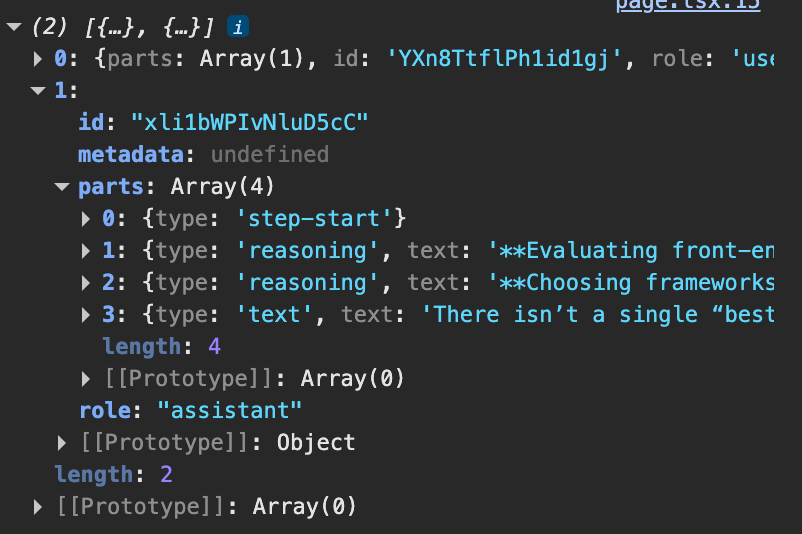 page.tsx:15
(2) [{…}, {…}] i
0: {parts: Array(1), id: 'YXn8TtflPh1id1gj', role: 'use
1:
id: "xli1bWPIvNluD5cC"
metadata: undefined
parts: Array(4)
0: {type: 'step-start'}
1: {type: 'reasoning', text: '**Evaluating front-en
2: {type: 'reasoning', text: '**Choosing frameworks
3: {type: 'text', text: 'There isn’t a single “best
length: 4
[[Prototype]]: Array(0)
role: "assistant"
[[Prototype]]: Object
length: 2
[[Prototype]]: Array(0)